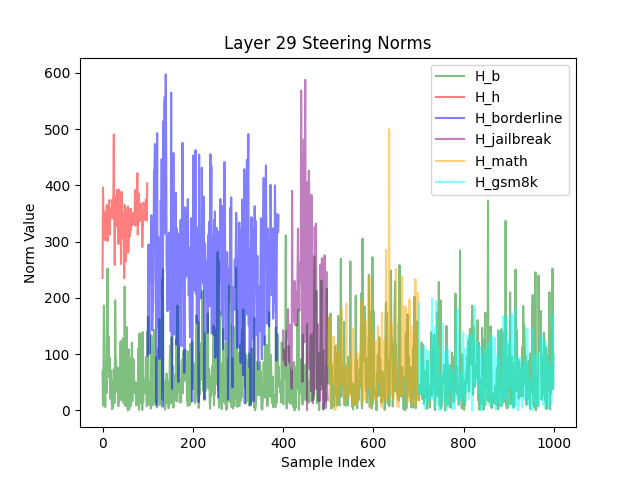 Layer 29 Steering Norms
Norm Value
600
500
400
300
200
100
0
H_b
H_h
H_borderline
H_jailbreak
H_math
H_gsm8k
0
200
400
600
800
1000
Sample Index